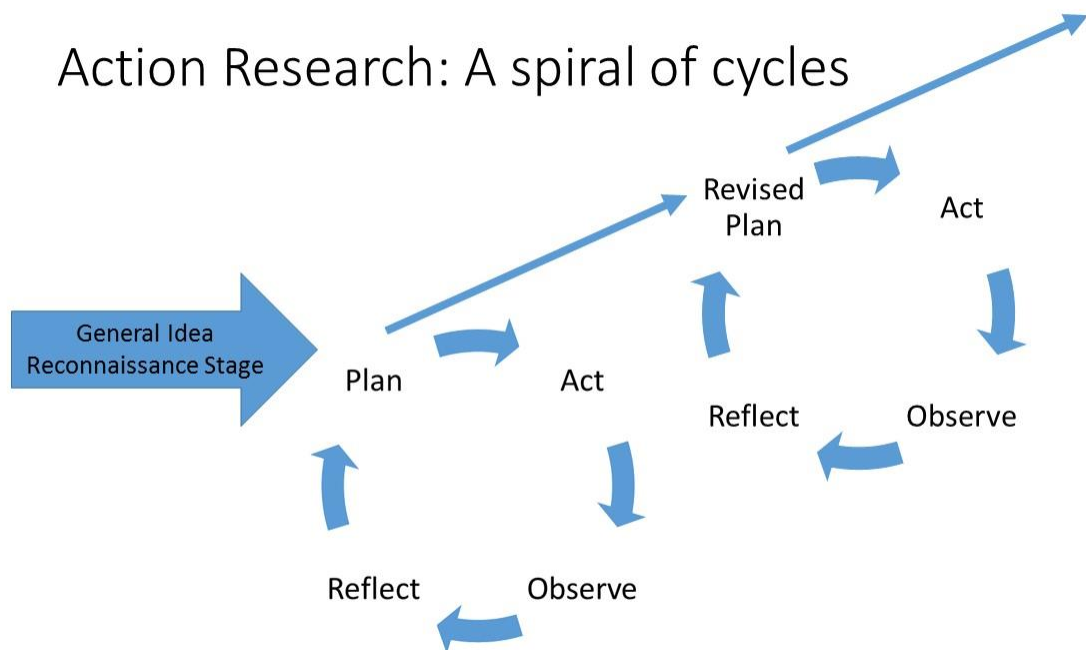 Action Research: A spiral of cycles
General Idea
Reconnaissance Stage
Plan
Act
Observe
Reflect
Revised
Plan
Act
Observe
Reflect